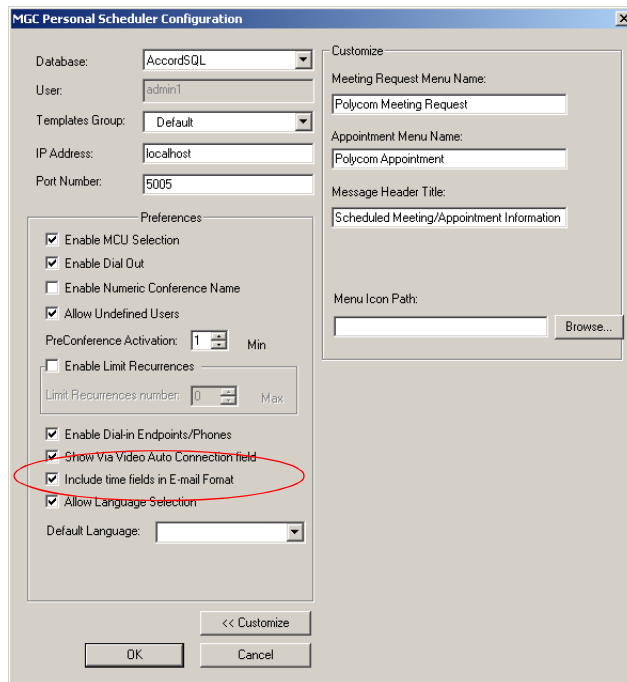 MGC Personal Scheduler Configuration
Database:
AccordSQL
User:
admin1
Templates Group:
Default
IP Address:
localhost
Port Number:
5005
Preferences
Enable MCU Selection
Enable Dial Out
Enable Numeric Conference Name
Allow Undefined Users
PreConference Activation: 1 Min
Enable Limit Recurrences
Limit Recurrences number: 0 Max
Enable Dial-in Endpoints/Phones
Show Via Video Auto Connection field
Include time fields in E-mail Fomat
Allow Language Selection
Default Language:
<< Customize
OK
Cancel
Customize
Meeting Request Menu Name:
Polycom Meeting Request
Appointment Menu Name:
Polycom Appointment
Message Header Title:
Scheduled Meeting/Appointment Information
Menu Icon Path:
Browse...